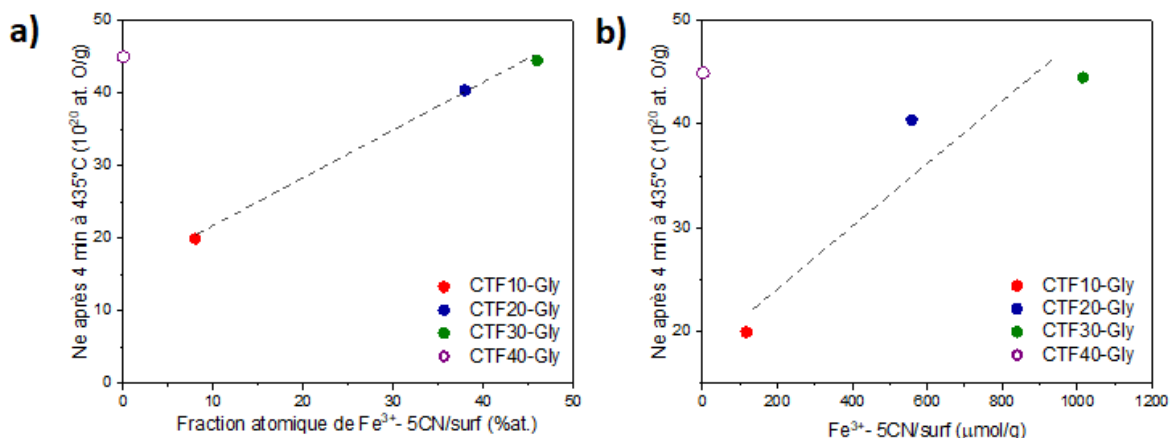 a)
Ne après 4 min à 435°C (10²⁰ at. O/g)
50
40
30
20
10
0
0 10 20 30 40 50
Fraction atomique de Fe³⁺- 5CN/surf (%at.)
CTF10-Gly
CTF20-Gly
CTF30-Gly
CTF40-Gly
b)
Ne après 4 min à 435°C (10²⁰ at. O/g)
50
40
30
20
0 200 400 600 800 1000 1200
Fe³⁺- 5CN/surf (µmol/g)
CTF10-Gly
CTF20-Gly
CTF30-Gly
CTF40-Gly